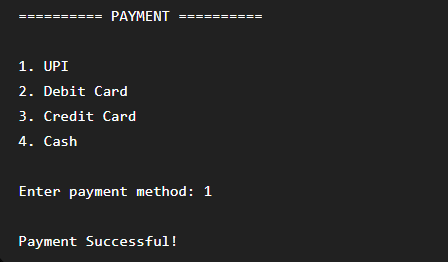 ========== PAYMENT ==========
1. UPI
2. Debit Card
3. Credit Card
4. Cash
Enter payment method: 1
Payment Successful!